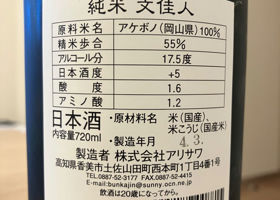 純米 文佳人
原料米名 アケボノ(岡山県)100%
精米歩合 55%
アルコール分 17.5度
日本酒度 +5
酸度 1.6
アミノ酸 1.2
日本酒 米(国産)、
内容量720ml 米こうじ(国産米)
・製造年月 4.3.
製造者 株式会社アリサワ
高知県香美市土佐山田町西本町1丁目4番1号
TEL.0887-52-3177 FAX.0887-52-4415
E-mail:bunkajin@sunny.ocn.ne.jp
飲酒は20歳になってから。